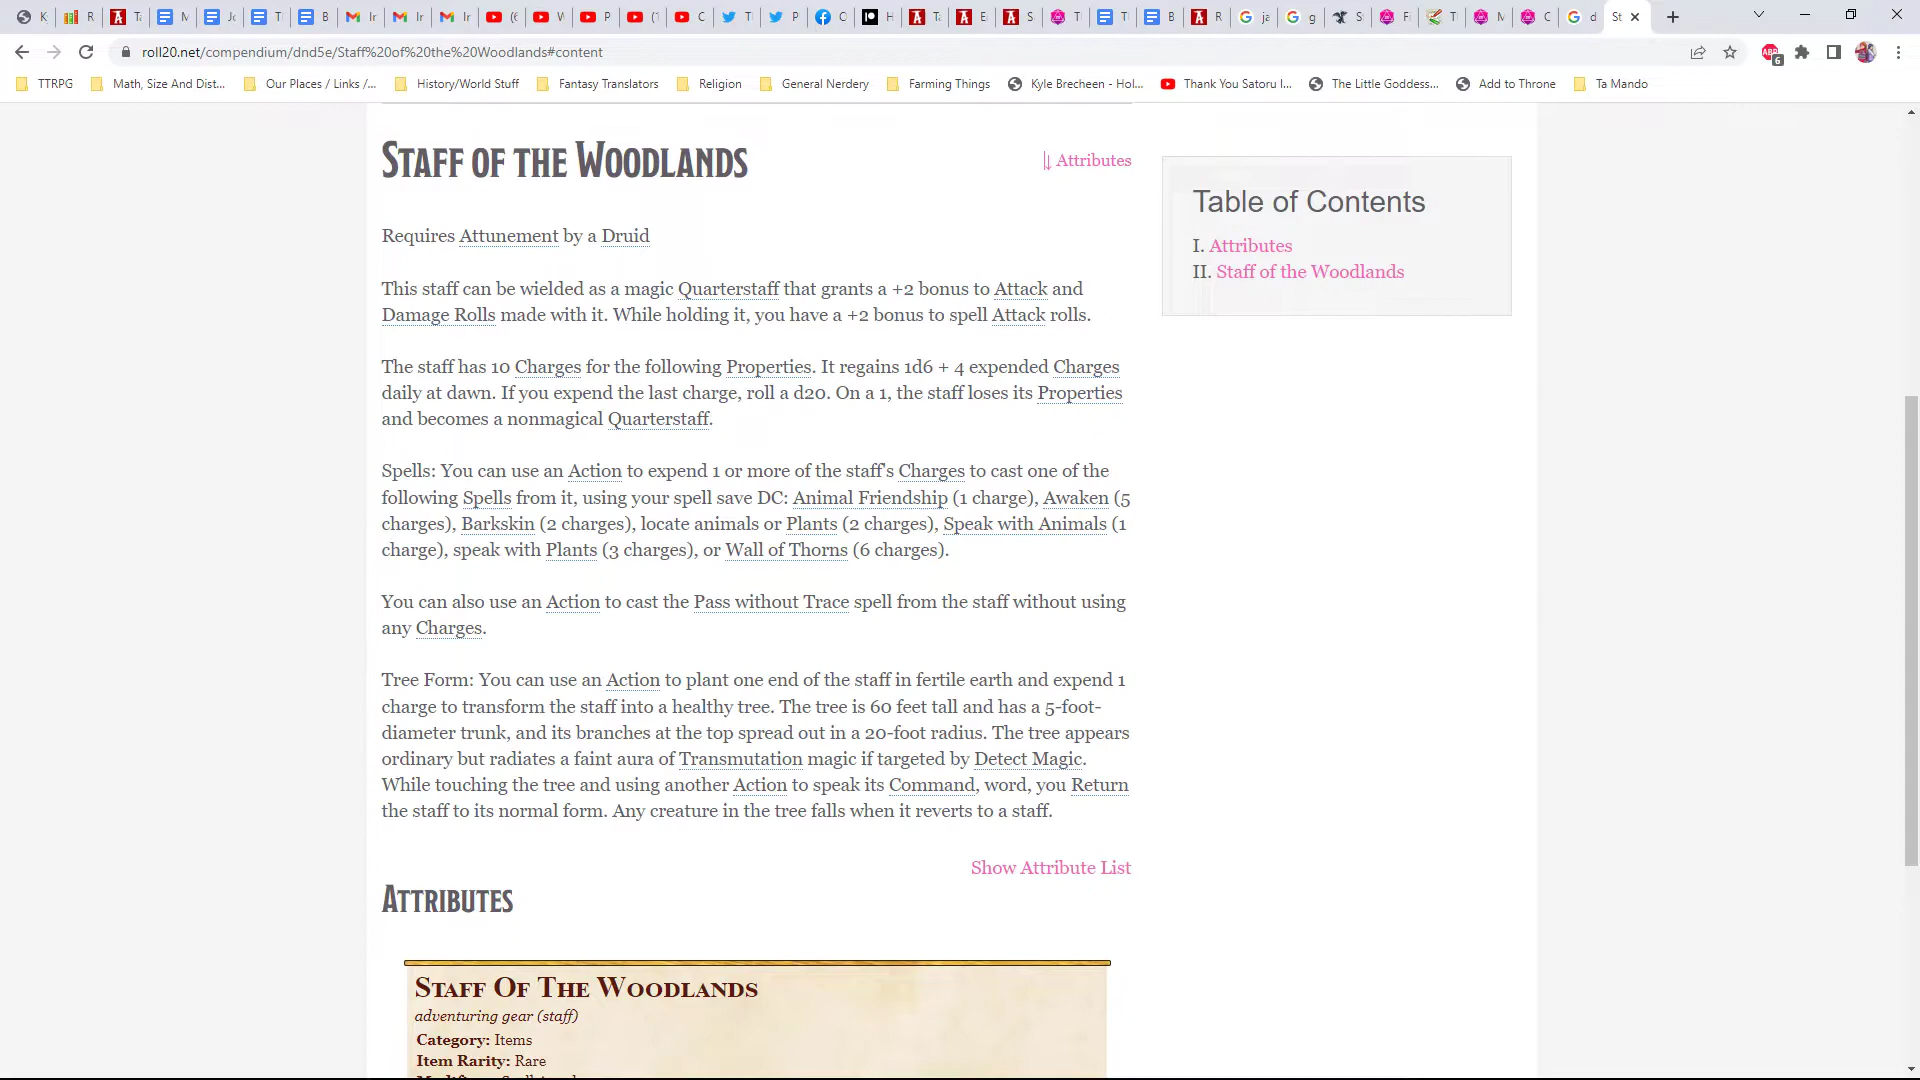 K
R
Ta
M
Jo
Th
B
Ir
Ir
Ir
(6
W
P
(1
C
Tl
P
C
H
Ta
E
S
Tl
Tl
B
R
ja
g
S
F
Tl
M
C
d
St
roll20.net/compendium/dnd5e/Staff%20of%20the%20Woodlands#content
ABP
6
TTRPG
Math, Size And Dist...
Our Places / Links /...
History/World Stuff
Fantasy Translators
Religion
General Nerdery
Farming Things
Kyle Brecheen - Hol...
Thank You Satoru I...
The Little Goddess...
Add to Throne
Ta Mando
Staff of the Woodlands
Attributes
Requires Attunement by a Druid
This staff can be wielded as a magic Quarterstaff that grants a +2 bonus to Attack and
Damage Rolls made with it. While holding it, you have a +2 bonus to spell Attack rolls.
The staff has 10 Charges for the following Properties. It regains 1d6 + 4 expended Charges
daily at dawn. If you expend the last charge, roll a d20. On a 1, the staff loses its Properties
and becomes a nonmagical Quarterstaff.
Spells: You can use an Action to expend 1 or more of the staff's Charges to cast one of the
following Spells from it, using your spell save DC: Animal Friendship (1 charge), Awaken (5
charges), Barkskin (2 charges), locate animals or Plants (2 charges), Speak with Animals (1
charge), speak with Plants (3 charges), or Wall of Thorns (6 charges).
You can also use an Action to cast the Pass without Trace spell from the staff without using
any Charges.
Tree Form: You can use an Action to plant one end of the staff in fertile earth and expend 1
charge to transform the staff into a healthy tree. The tree is 60 feet tall and has a 5-foot-
diameter trunk, and its branches at the top spread out in a 20-foot radius. The tree appears
ordinary but radiates a faint aura of Transmutation magic if targeted by Detect Magic.
While touching the tree and using another Action to speak its Command, word, you Return
the staff to its normal form. Any creature in the tree falls when it reverts to a staff.
Show Attribute List
Attributes
Staff Of The Woodlands
adventuring gear (staff)
Category: Items
Item Rarity: Rare
Table of Contents
I. Attributes
II. Staff of the Woodlands